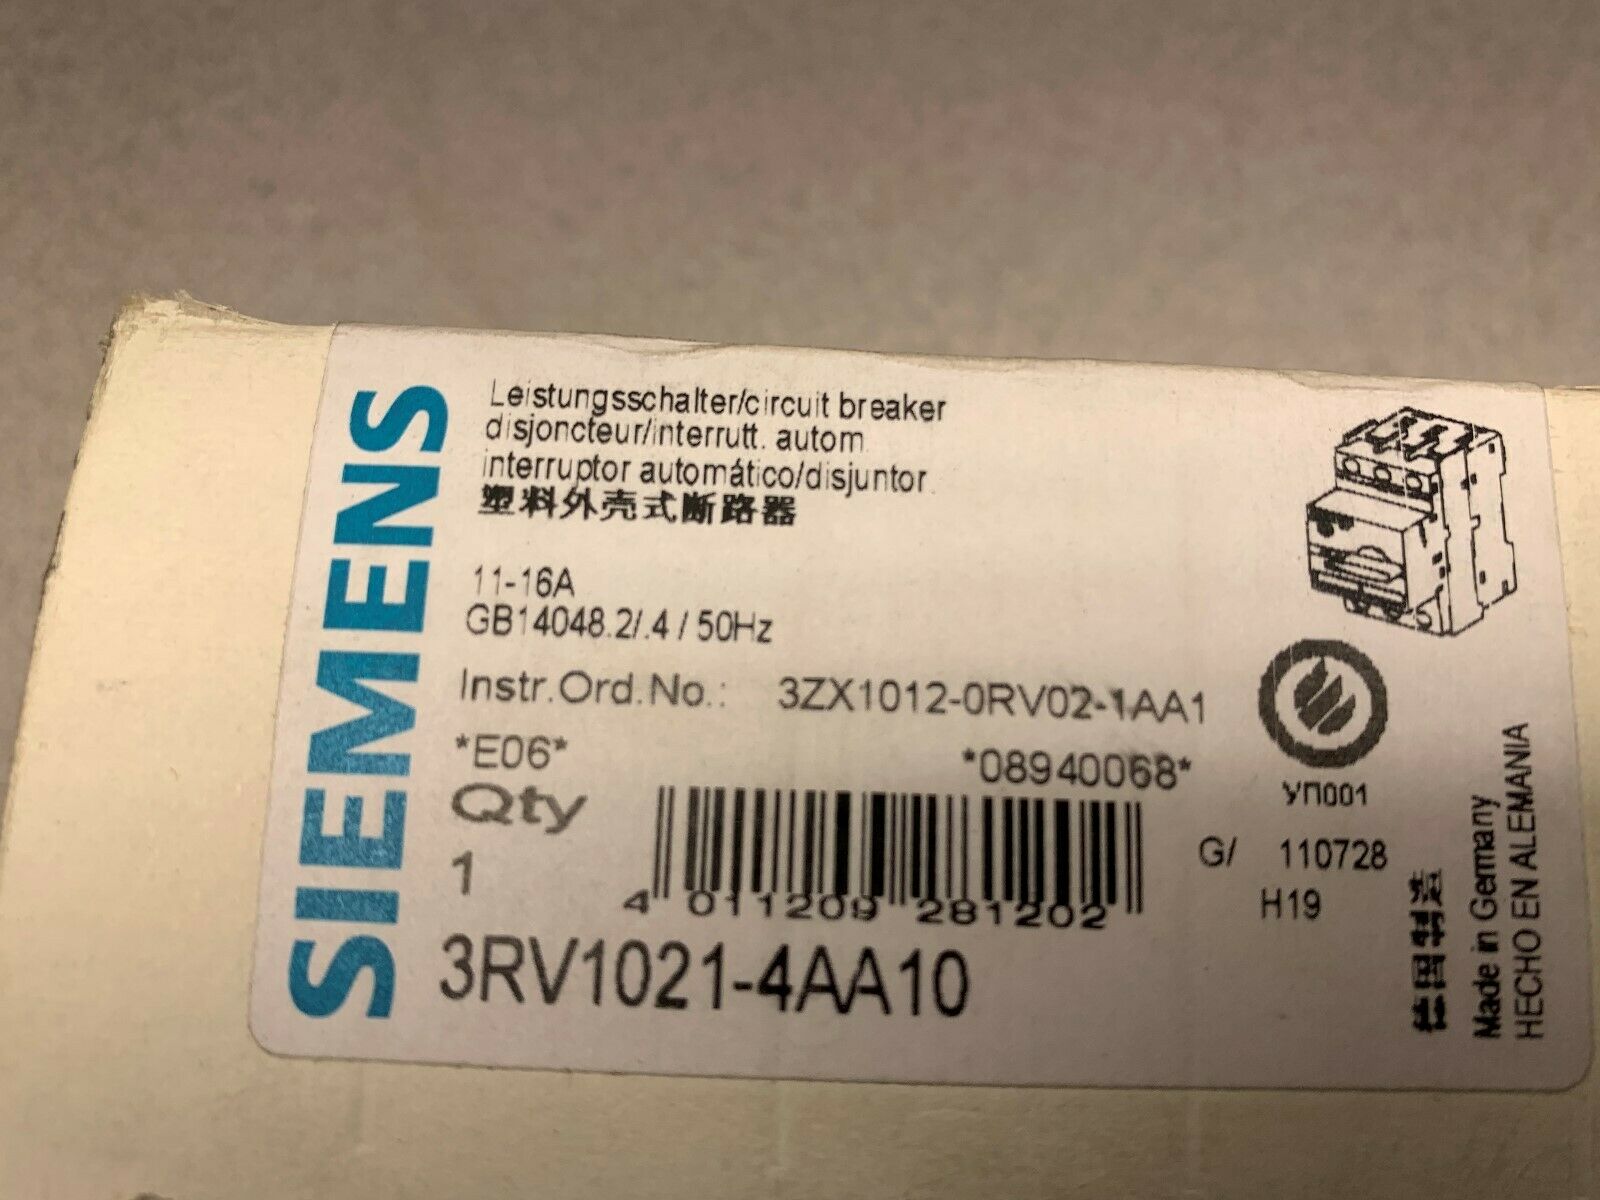 SIEMENS
Leistungsschalter/circuit breaker
disjoncteur/interrutt. autom.
interruptor automático/disjuntor
塑料外壳式断路器
11-16A
GB14048.2/.4 / 50Hz
Instr.Ord.No.: 3ZX1012-0RV02-1AA1
*E06* *08940068*
Qty
1
4 011209 281202
3RV1021-4AA10
УП001
G/ 110728
H19
德国制造
Made in Germany
HECHO EN ALEMANIA